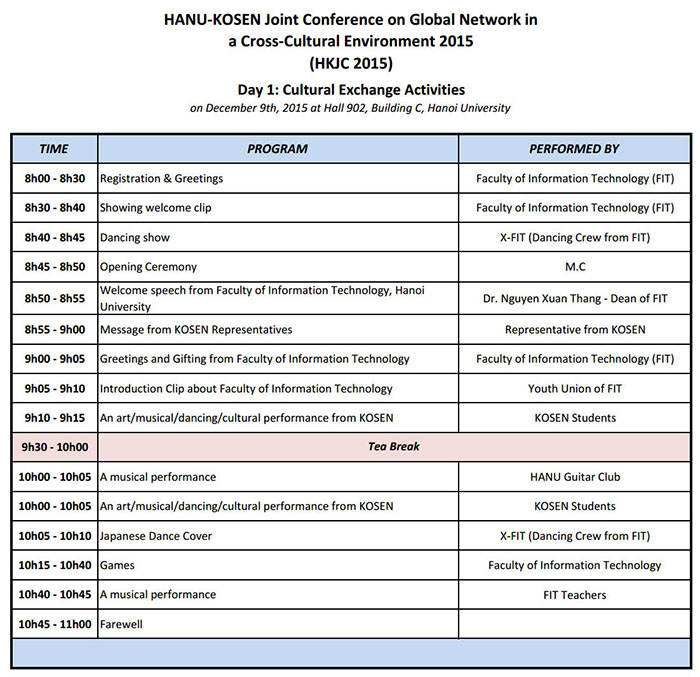 HANU-KOSEN Joint Conference on Global Network in
a Cross-Cultural Environment 2015
(HKJC 2015)
Day 1: Cultural Exchange Activities
on December 9th, 2015 at Hall 902, Building C, Hanoi University
TIME PROGRAM PERFORMED BY
8h00 - 8h30 Registration & Greetings Faculty of Information Technology (FIT)
8h30 - 8h40 Showing welcome clip Faculty of Information Technology (FIT)
8h40 - 8h45 Dancing show X-FIT (Dancing Crew from FIT)
8h45 - 8h50 Opening Ceremony M.C
8h50 - 8h55 Welcome speech from Faculty of Information Technology, Hanoi
University Dr. Nguyen Xuan Thang - Dean of FIT
8h55 - 9h00 Message from KOSEN Representatives Representative from KOSEN
9h00 - 9h05 Greetings and Gifting from Faculty of Information Technology Faculty of Information Technology (FIT)
9h05 - 9h10 Introduction Clip about Faculty of Information Technology Youth Union of FIT
9h10 - 9h15 An art/musical/dancing/cultural performance from KOSEN KOSEN Students
9h30 - 10h00 Tea Break
10h00 - 10h05 A musical performance HANU Guitar Club
10h00 - 10h05 An art/musical/dancing/cultural performance from KOSEN KOSEN Students
10h05 - 10h10 Japanese Dance Cover X-FIT (Dancing Crew from FIT)
10h15 - 10h40 Games Faculty of Information Technology
10h40 - 10h45 A musical performance FIT Teachers
10h45 - 11h00 Farewell